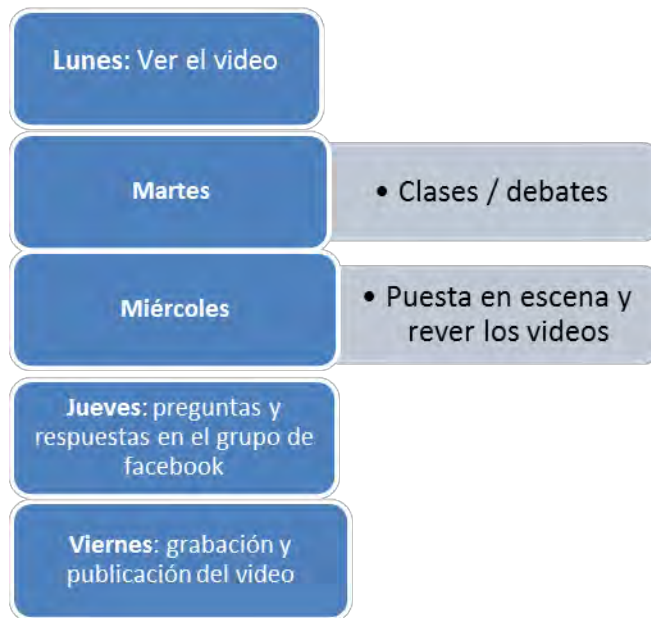 Lunes: Ver el video
Martes
• Clases / debates
Miércoles
• Puesta en escena y
rever los videos
Jueves: preguntas y
respuestas en el grupo de
facebook
Viernes: grabación y
publicación del video